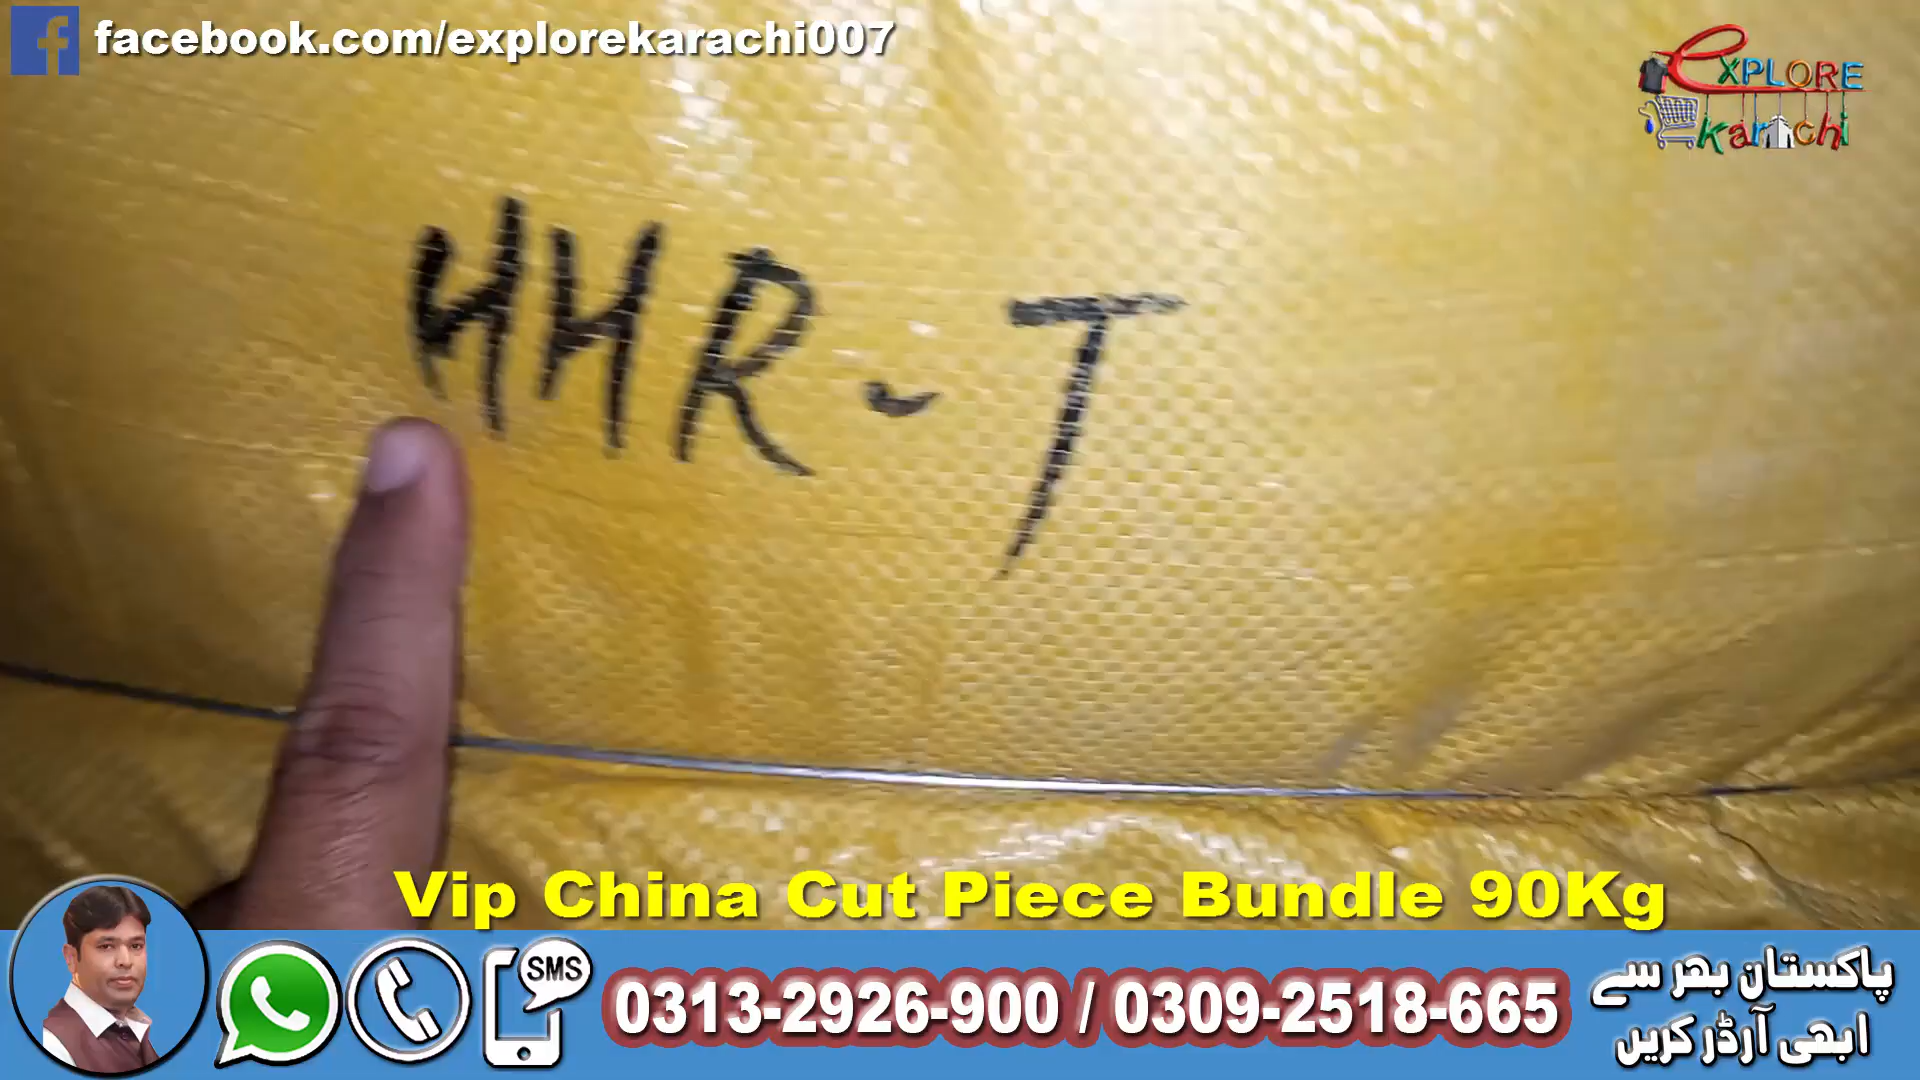 facebook.com/explorekarachi007
eXPLORE
Karachi
HHR-T
Vip China Cut Piece Bundle 90Kg
SMS
0313-2926-900 / 0309-2518-665
پاکستان بھر سے
ابھی آرڈر کریں